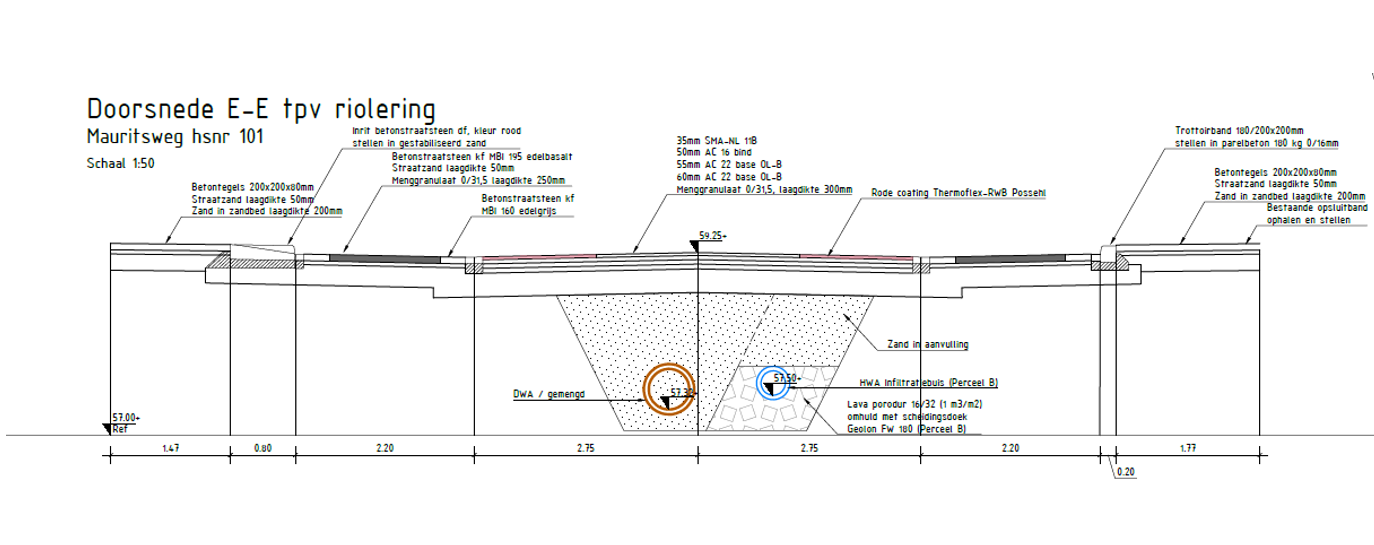 Doorsnede E-E tpv riolering
Mauritsweg hsnr 101
Schaal 1:50
Inrit betonstraatsteen df, kleur rood
stellen in gestabiliseerd zand
Betonstraatsteen kf MBI 195 edelbasalt
Straatzand laagdikte 50mm
Menggranulaat 0/31,5 laagdikte 250mm
Betontegels 200x200x80mm
Straatzand laagdikte 50mm
Zand in zandbed laagdikte 200mm
Betonstraatsteen kf
MBI 160 edelgrijs
35mm SMA-NL 11B
50mm AC 16 bind
55mm AC 22 base OL-B
60mm AC 22 base OL-B
Menggranulaat 0/31,5, laagdikte 300mm
Rode coating Thermoflex-RWB Possehl
Trottoirband 180/200x200mm
stellen in parelbeton 180 kg 0/16mm
Betontegels 200x200x80mm
Straatzand laagdikte 50mm
Zand in zandbed laagdikte 200mm
Bestaande opsluitband
ophalen en stellen
59.25+
Zand in aanvulling
57.50+
HWA Infiltratiebuis (Perceel B)
DWA / gemengd
57.30+
Lava porodur 16/32 (1 m3/m2)
omhuld met scheidingsdoek
Geolon FW 180 (Perceel B)
57.00+
Ref
1.47
0.80
2.20
2.75
2.75
2.20
1.77
0.20